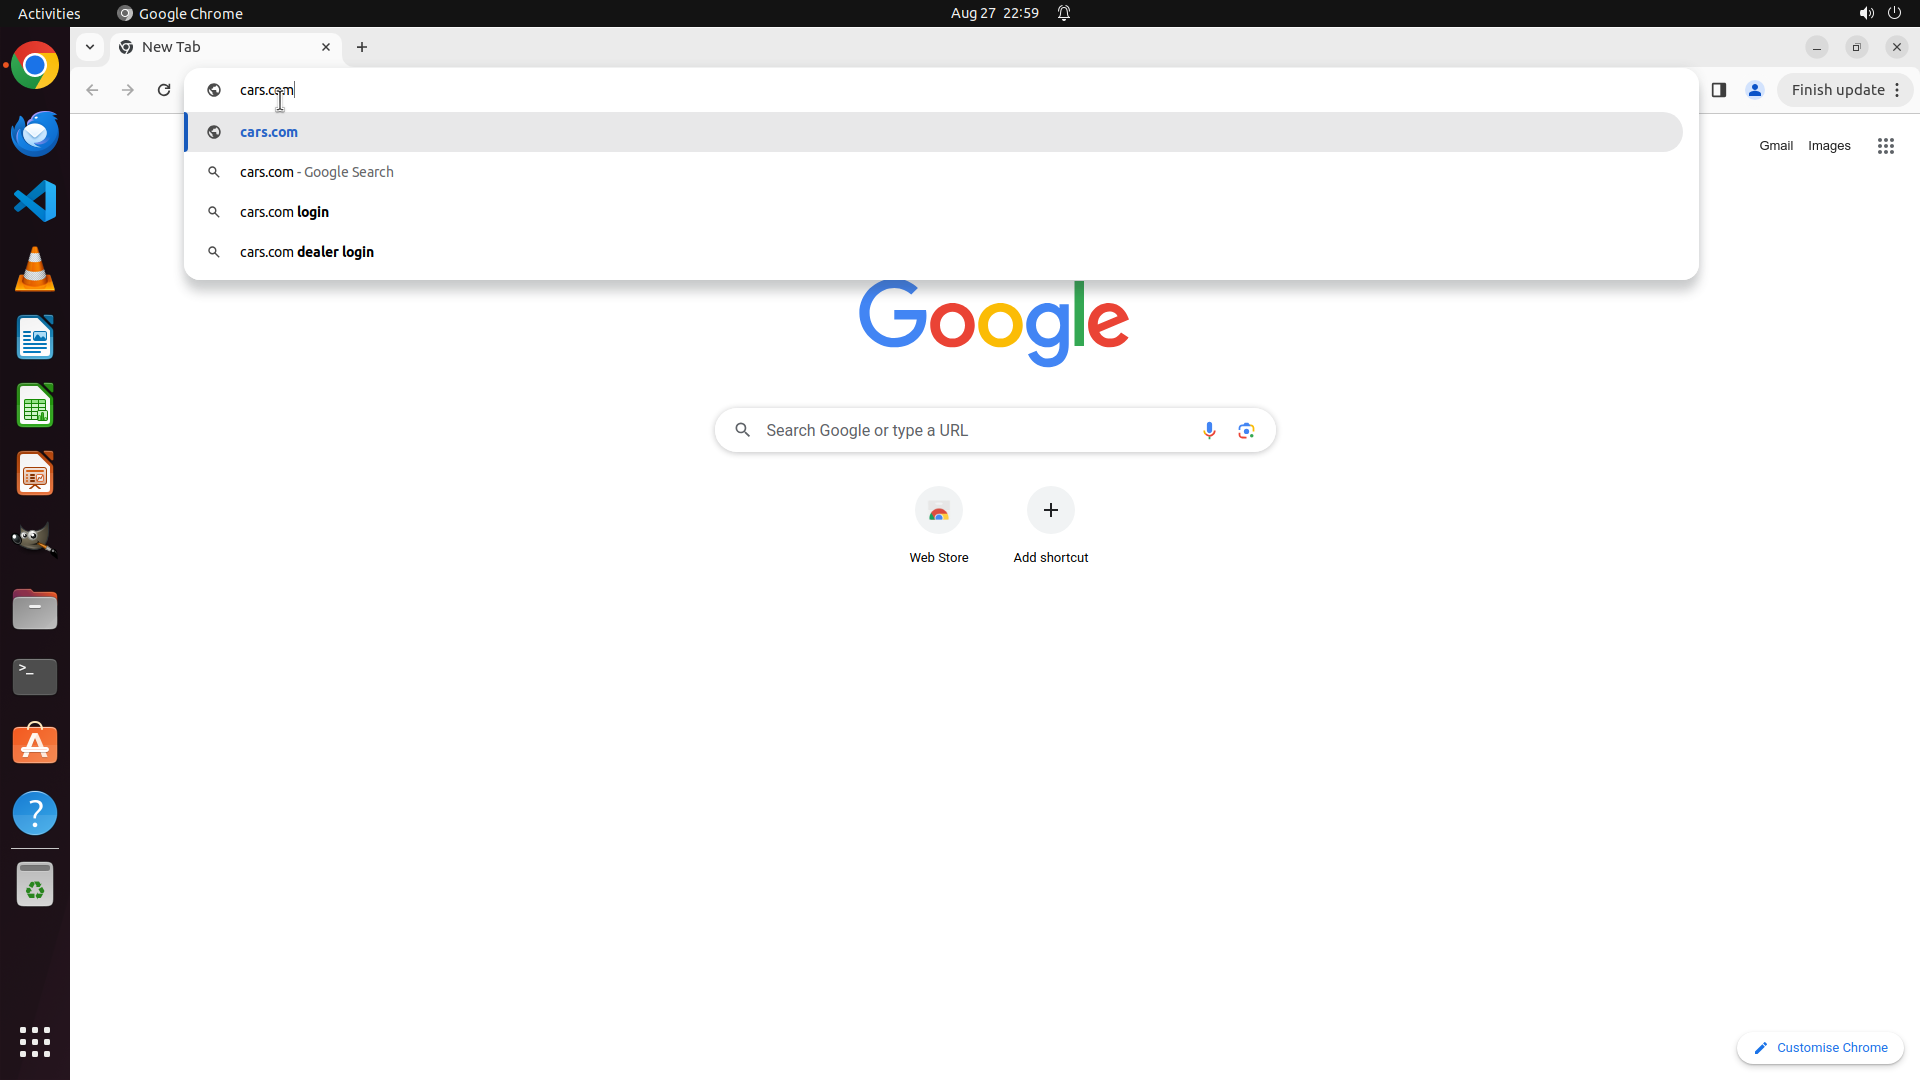 Activities
Google Chrome
Aug 27 22:59
New Tab
cars.com
Finish update
cars.com
cars.com - Google Search
cars.com login
cars.com dealer login
Gmail
Images
Google
Search Google or type a URL
Web Store
Add shortcut
Customise Chrome